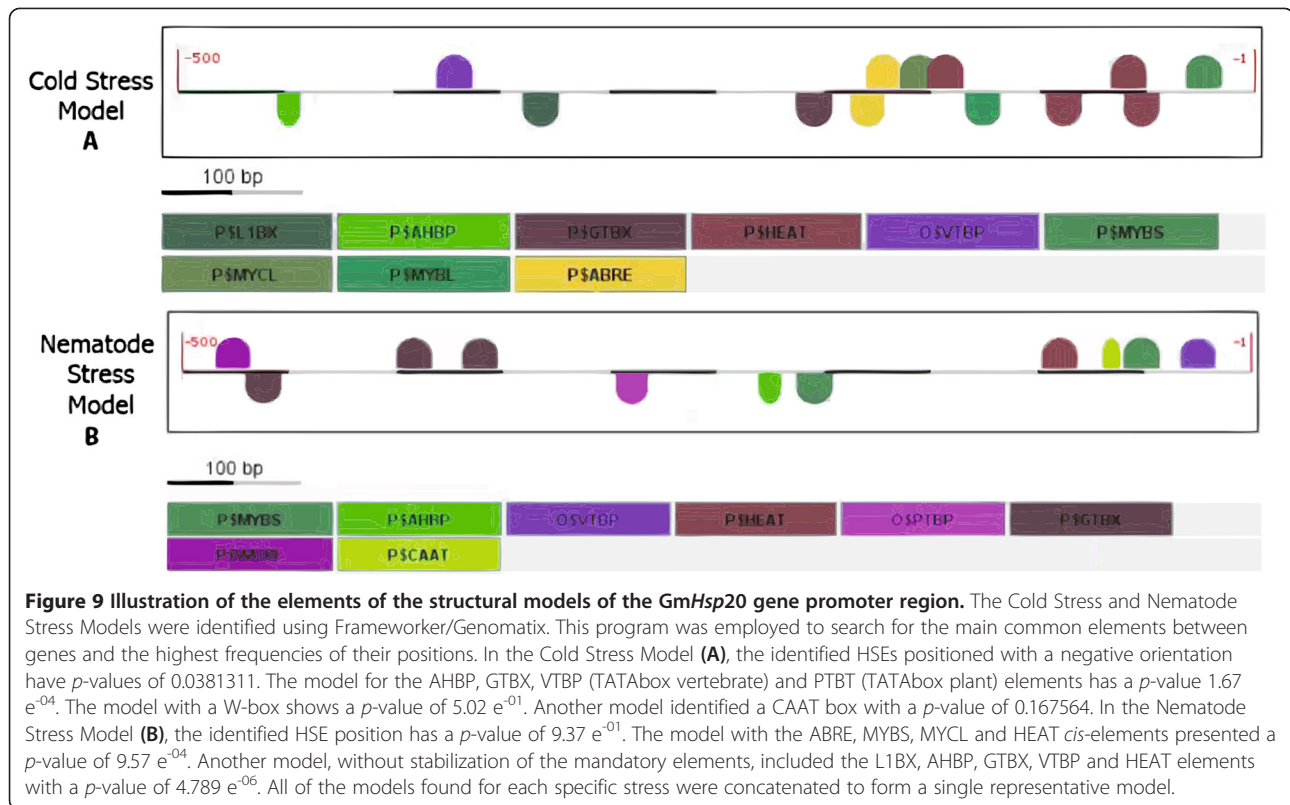 Cold Stress
Model
A
-500
-1
100 bp
P$L1BX P$AHBP P$GTBX P$HEAT O$VTBP P$MYBS
P$MYCL P$MYBL P$ABRE
Nematode
Stress
Model
B
-500
-1
100 bp
P$MYBS P$AHBP O$VTBP P$HEAT O$PTBP P$GTBX
P$CAAT
Figure 9 Illustration of the elements of the structural models of the GmHsp20 gene promoter region. The Cold Stress and Nematode
Stress Models were identified using Frameworker/Genomatix. This program was employed to search for the main common elements between
genes and the highest frequencies of their positions. In the Cold Stress Model (A), the identified HSEs positioned with a negative orientation
have p-values of 0.0381311. The model for the AHBP, GTBX, VTBP (TATAbox vertebrate) and PTBT (TATAbox plant) elements has a p-value 1.67
e-04. The model with a W-box shows a p-value of 5.02 e-01. Another model identified a CAAT box with a p-value of 0.167564. In the Nematode
Stress Model (B), the identified HSE position has a p-value of 9.37 e-01. The model with the ABRE, MYBS, MYCL and HEAT cis-elements presented a
p-value of 9.57 e-04. Another model, without stabilization of the mandatory elements, included the L1BX, AHBP, GTBX, VTBP and HEAT elements
with a p-value of 4.789 e-06. All of the models found for each specific stress were concatenated to form a single representative model.